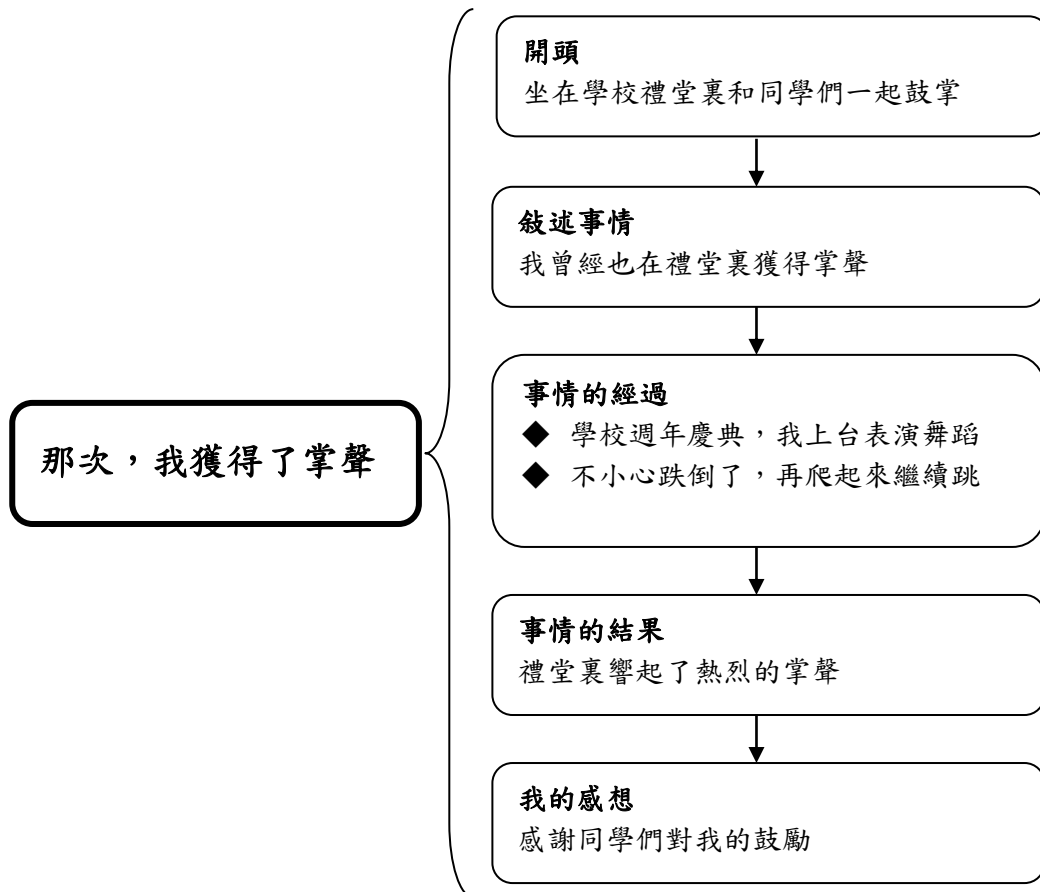 那次，我獲得了掌聲
開頭
坐在學校禮堂裏和同學們一起鼓掌
敍述事情
我曾經也在禮堂裏獲得掌聲
事情的經過
◆ 學校週年慶典，我上台表演舞蹈
◆ 不小心跌倒了，再爬起來繼續跳
事情的結果
禮堂裏響起了熱烈的掌聲
我的感想
感謝同學們對我的鼓勵